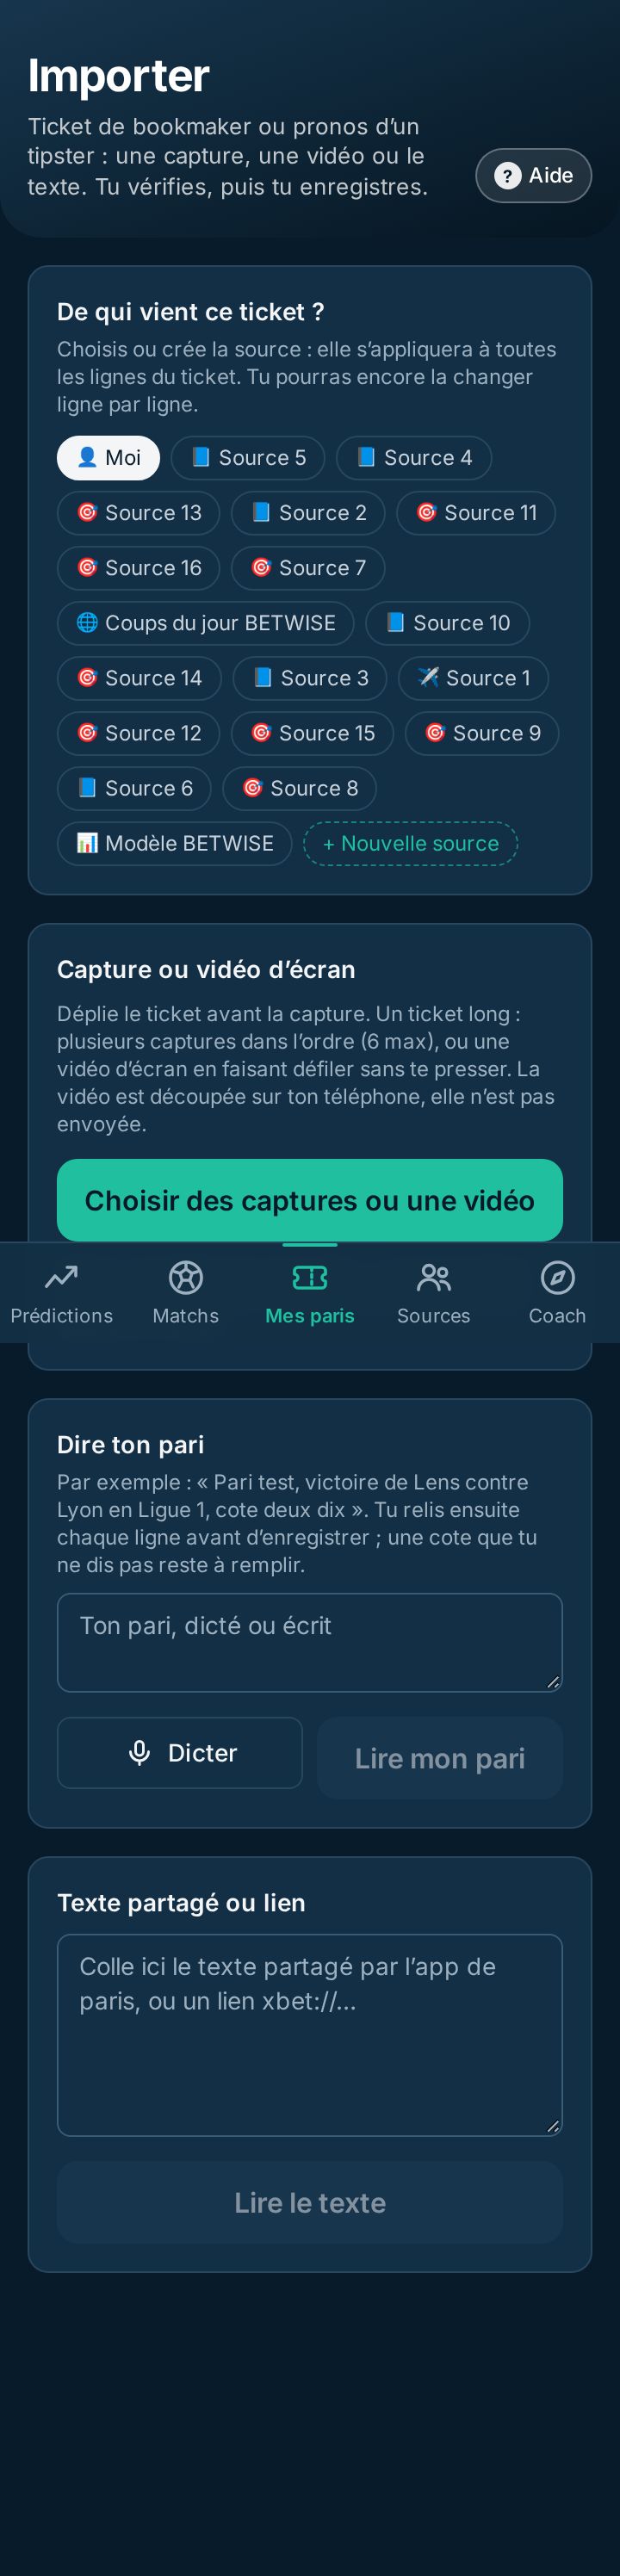 Importer
Ticket de bookmaker ou pronos d’un
tipster : une capture, une vidéo ou le
texte. Tu vérifies, puis tu enregistres.
? Aide
De qui vient ce ticket ?
Choisis ou crée la source : elle s’appliquera à toutes
les lignes du ticket. Tu pourras encore la changer
ligne par ligne.
Moi Source 5 Source 4
Source 13 Source 2 Source 11
Source 16 Source 7
Coups du jour BETWISE Source 10
Source 14 Source 3 Source 1
Source 12 Source 15 Source 9
Source 6 Source 8
Modèle BETWISE + Nouvelle source
Capture ou vidéo d’écran
Déplie le ticket avant la capture. Un ticket long :
plusieurs captures dans l’ordre (6 max), ou une
vidéo d’écran en faisant défiler sans te presser. La
vidéo est découpée sur ton téléphone, elle n’est pas
envoyée.
Choisir des captures ou une vidéo
Prédictions Matchs Mes paris Sources Coach
Dire ton pari
Par exemple : « Pari test, victoire de Lens contre
Lyon en Ligue 1, cote deux dix ». Tu relis ensuite
chaque ligne avant d’enregistrer ; une cote que tu
ne dis pas reste à remplir.
Ton pari, dicté ou écrit
Dicter Lire mon pari
Texte partagé ou lien
Colle ici le texte partagé par l’app de
paris, ou un lien xbet://…
Lire le texte